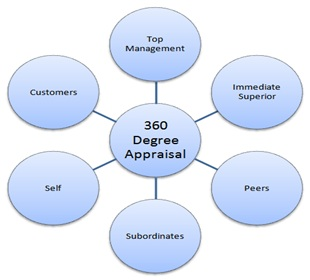 Top
Management
Customers
Immediate
Superior
360
Degree
Appraisal
Self
Peers
Subordinates